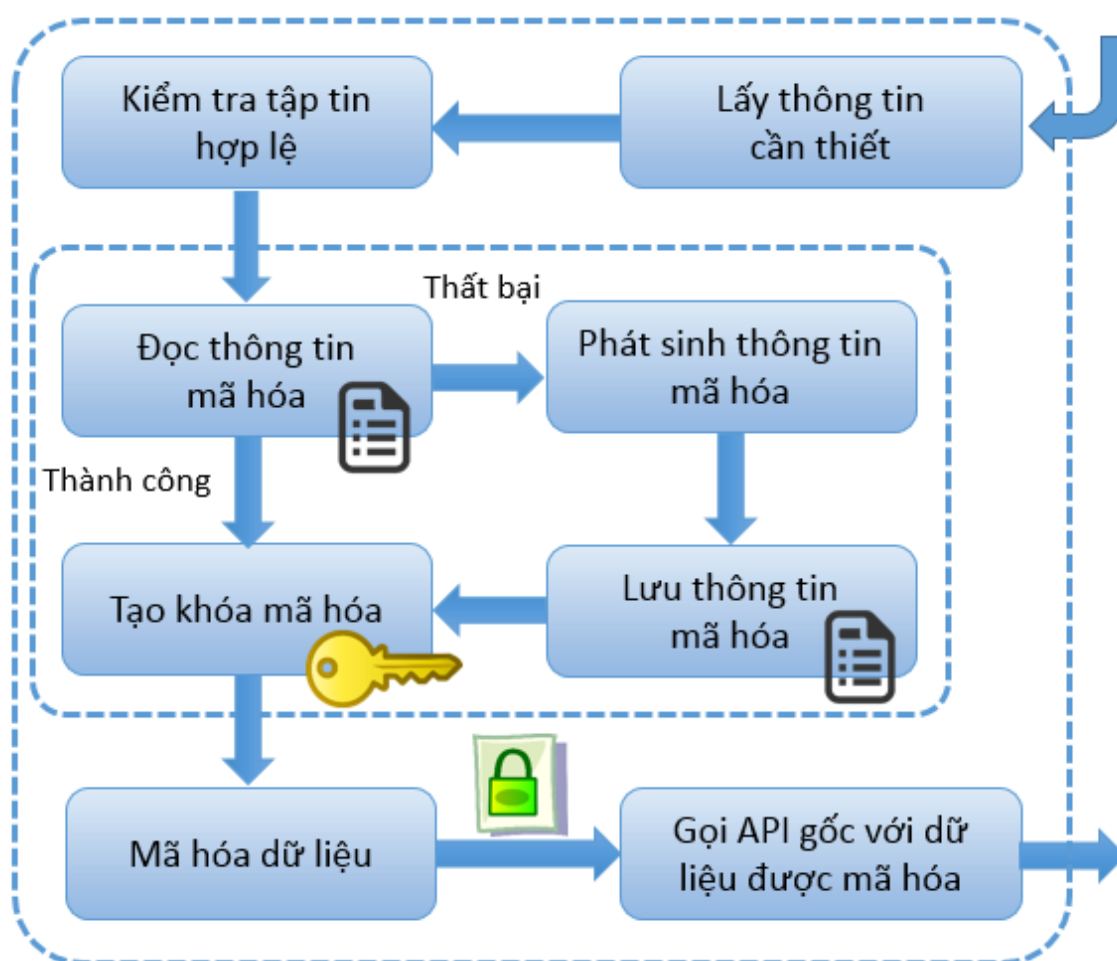 Kiểm tra tập tin
hợp lệ
Lấy thông tin
cần thiết
Thất bại
Đọc thông tin
mã hóa
Phát sinh thông tin
mã hóa
Thành công
Tạo khóa mã hóa
Lưu thông tin
mã hóa
Mã hóa dữ liệu
Gọi API gốc với dữ
liệu được mã hóa